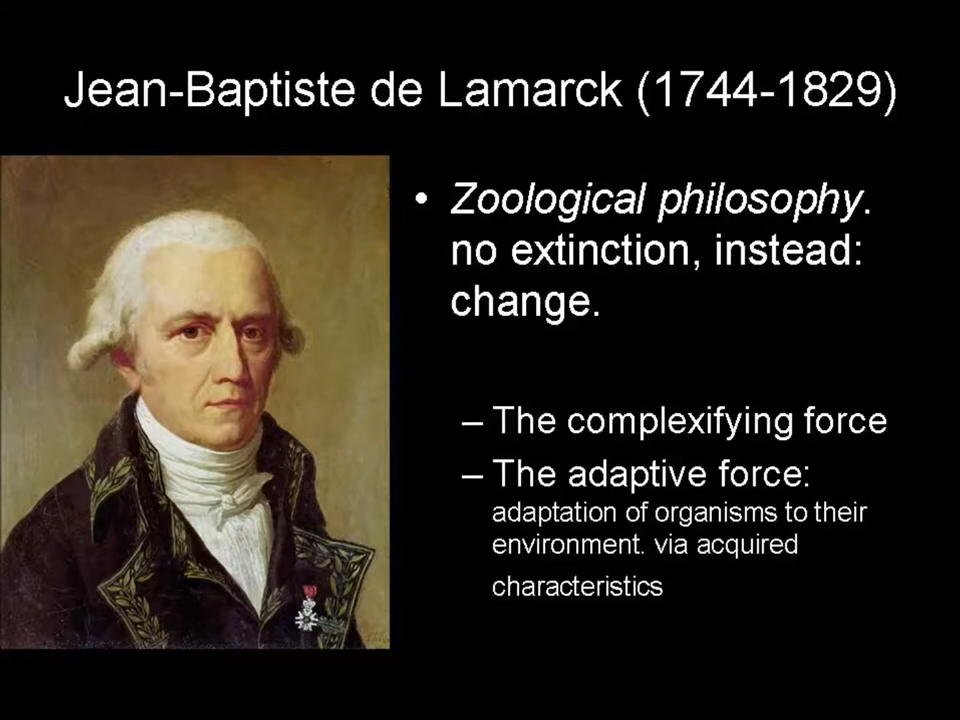 Jean-Baptiste de Lamarck (1744-1829)
• Zoological philosophy.
no extinction, instead:
change.
– The complexifying force
– The adaptive force:
adaptation of organisms to their
environment. via acquired
characteristics